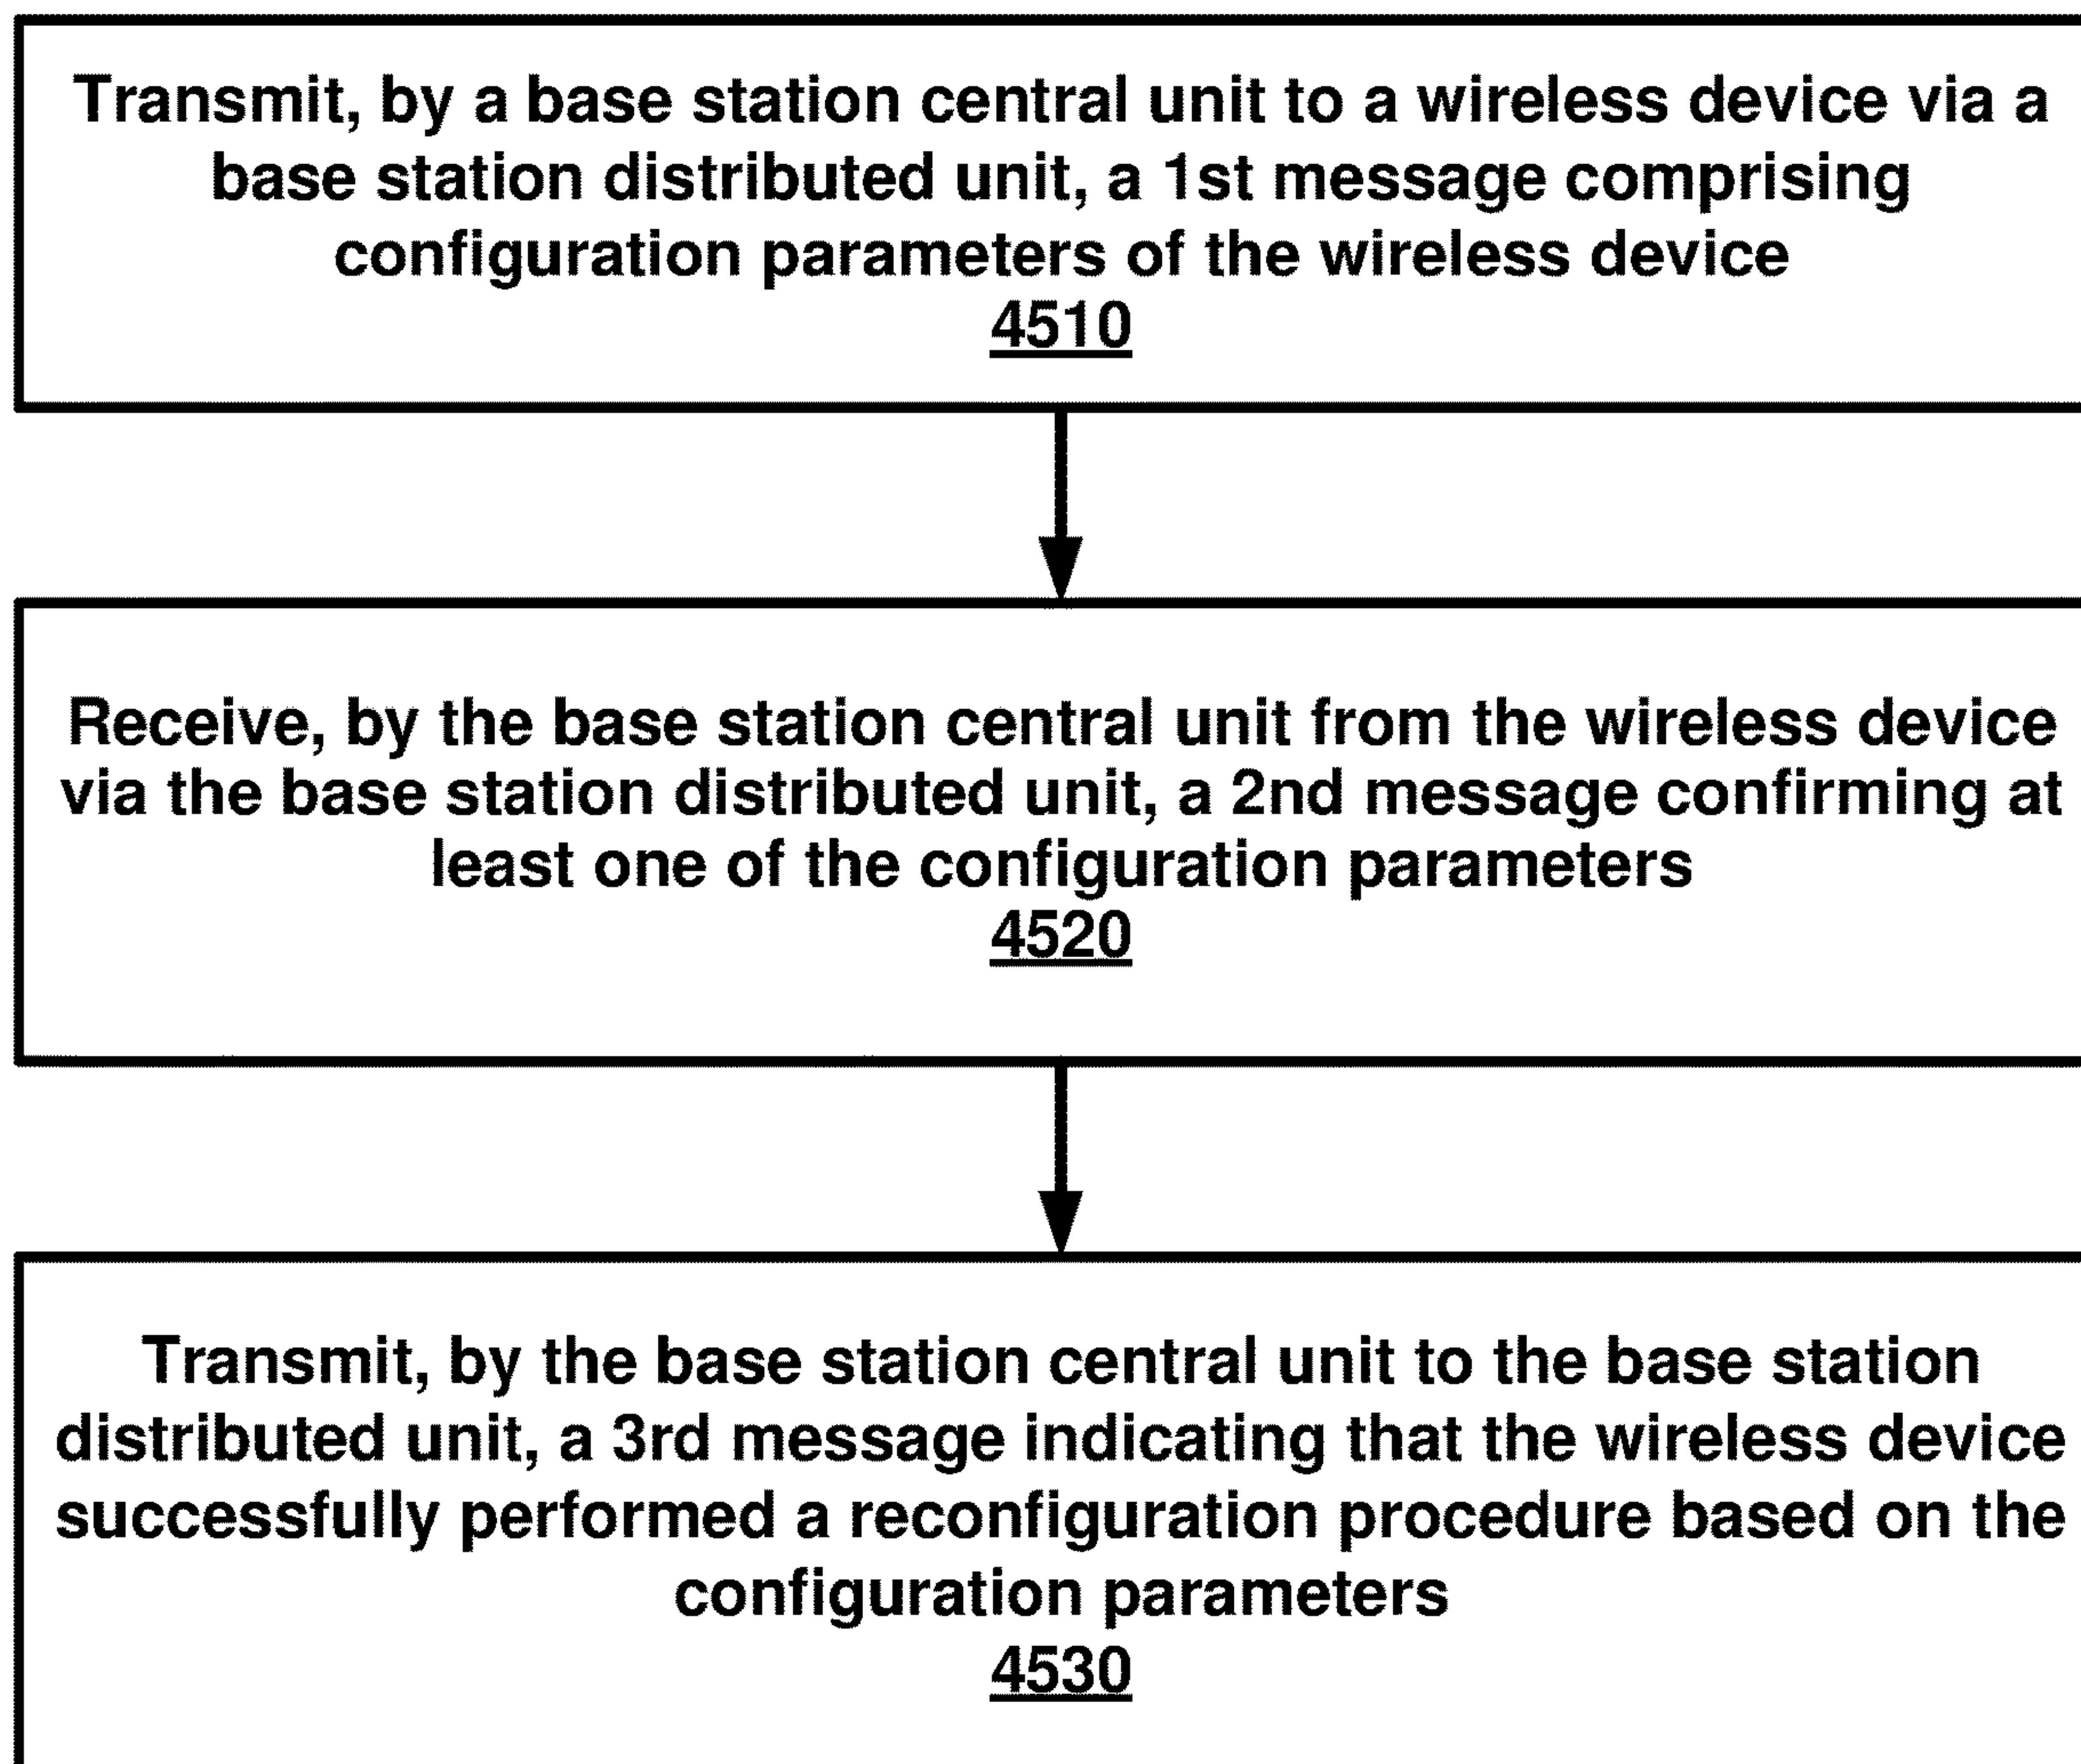 Transmit, by a base station central unit to a wireless device via a
base station distributed unit, a 1st message comprising
configuration parameters of the wireless device
4510
Receive, by the base station central unit from the wireless device
via the base station distributed unit, a 2nd message confirming at
least one of the configuration parameters
4520
Transmit, by the base station central unit to the base station
distributed unit, a 3rd message indicating that the wireless device
successfully performed a reconfiguration procedure based on the
configuration parameters
4530